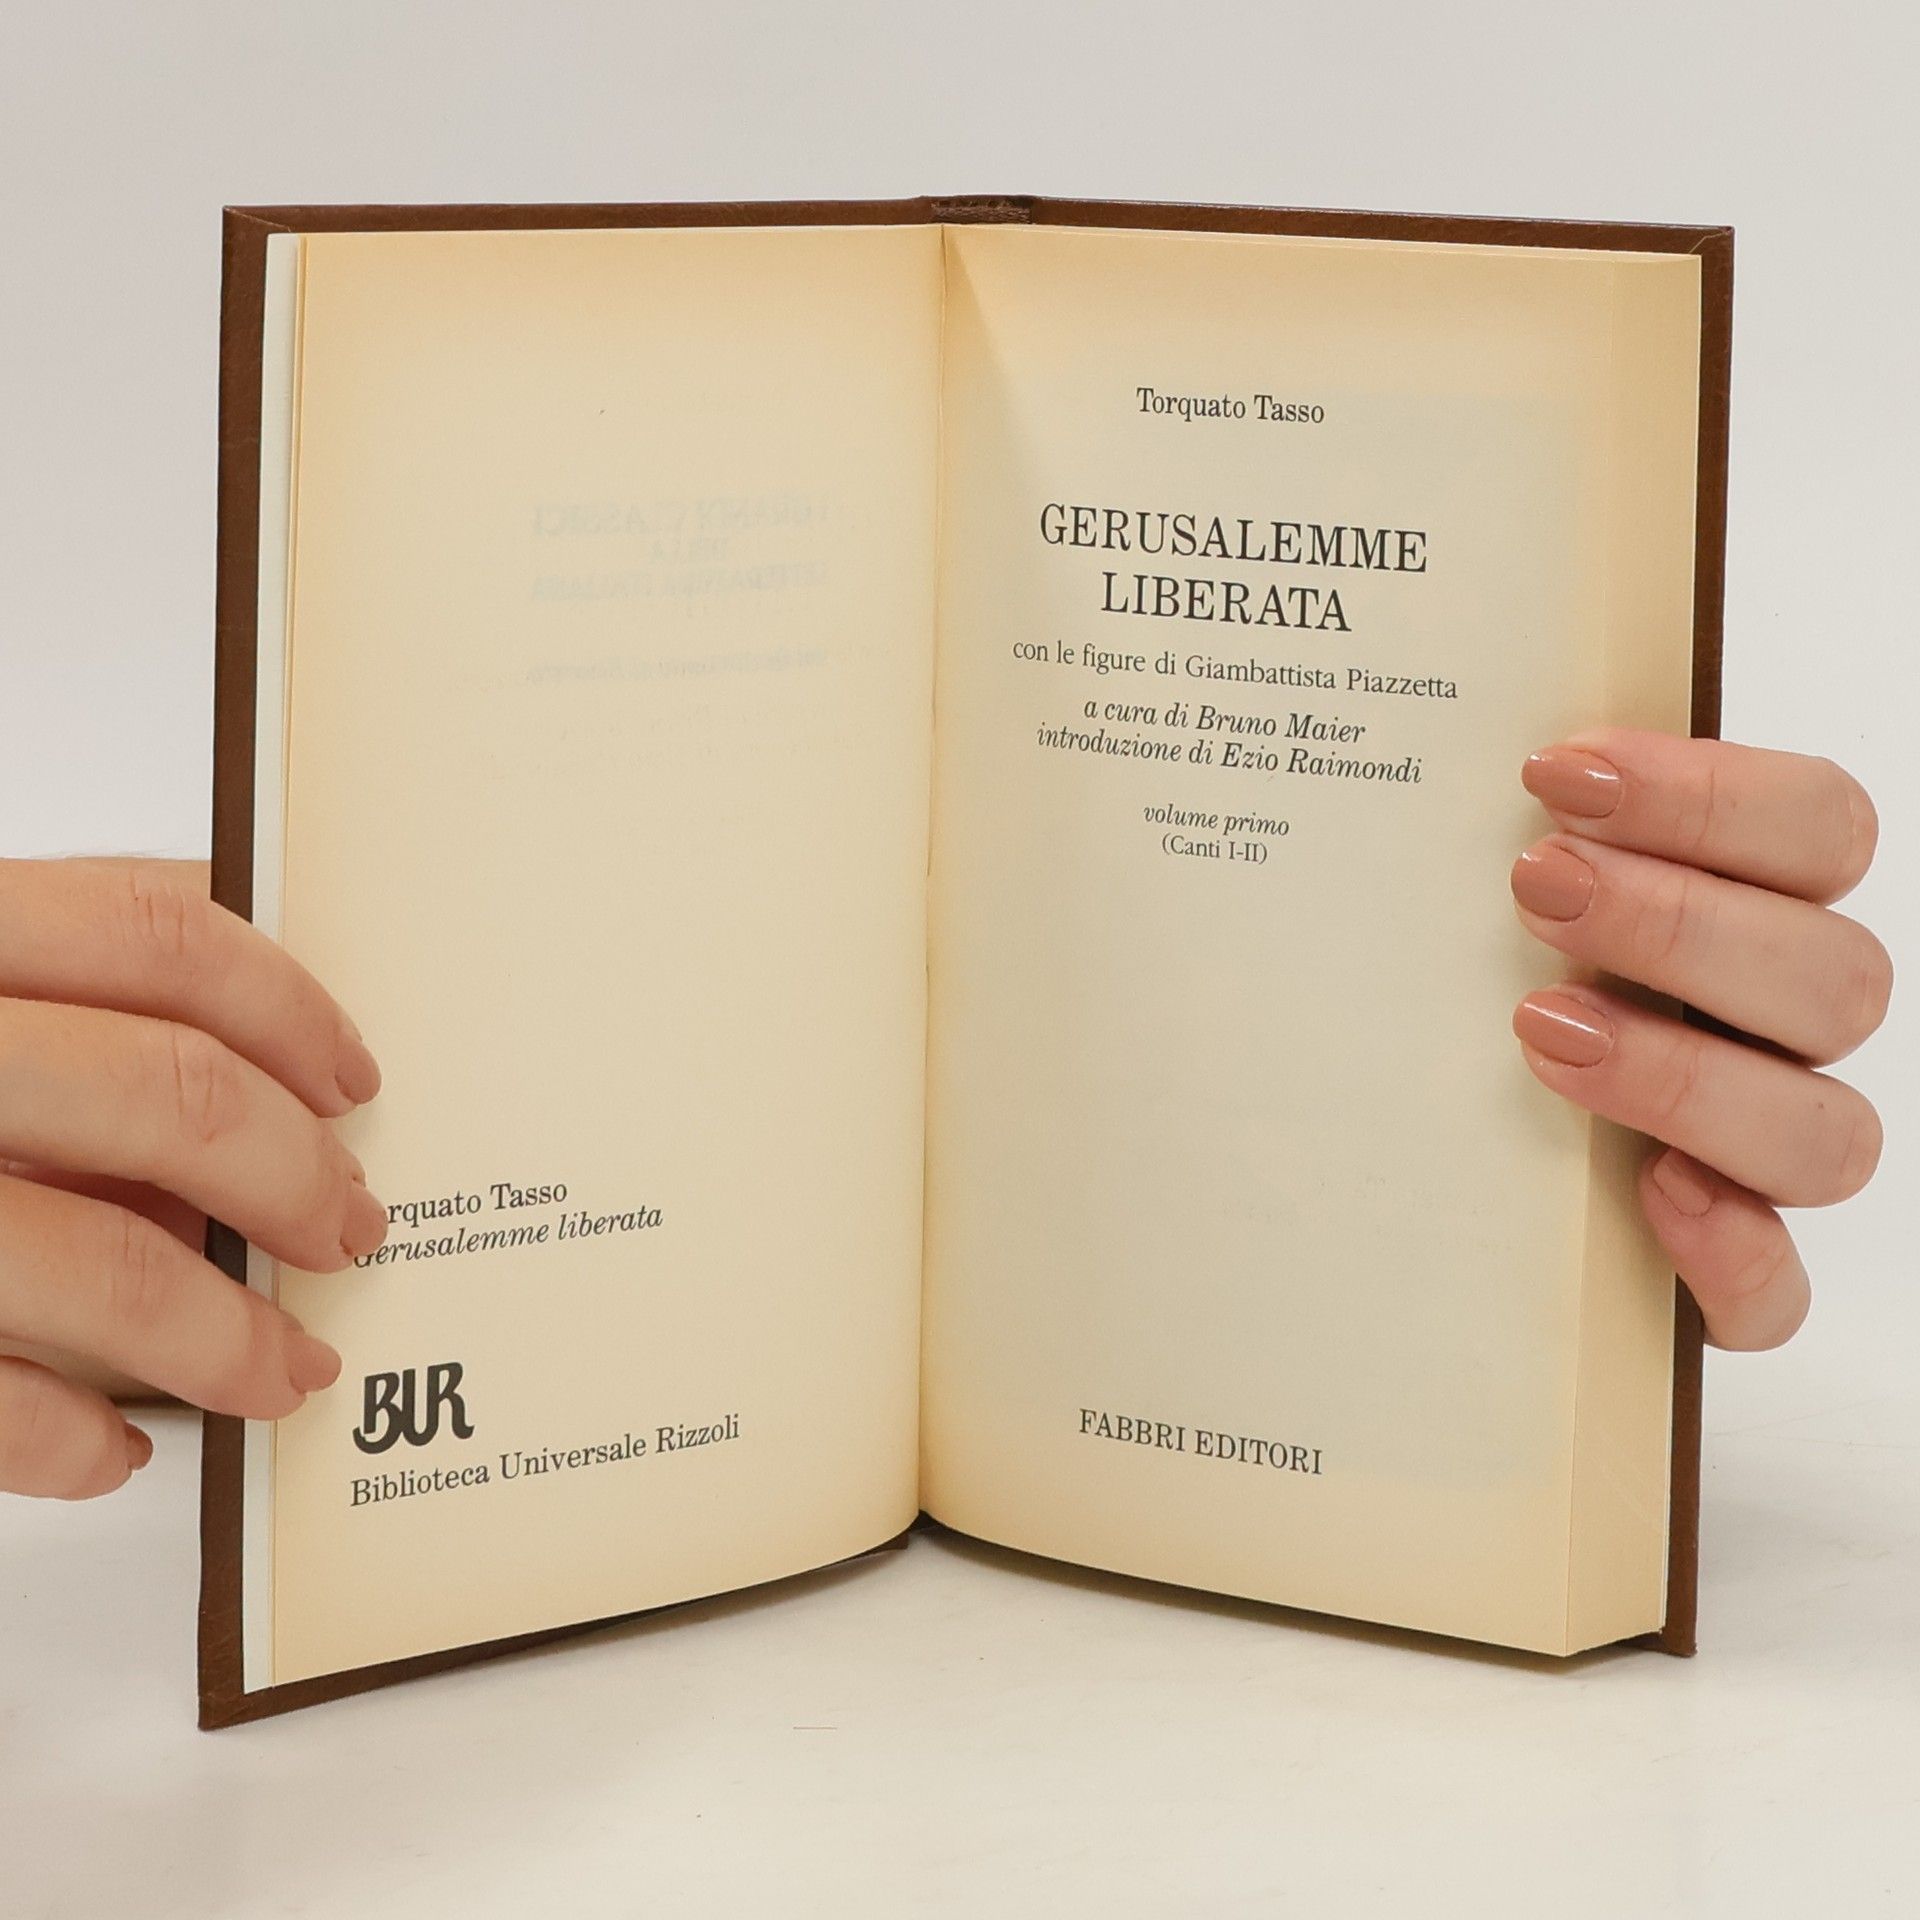 rquato Tasso
Gerusalemme liberata
BUR
Biblioteca Universale Rizzoli
Torquato Tasso
GERUSALEMME
LIBERATA
con le figure di Giambattista Piazzetta
a cura di Bruno Maier
introduzione di Ezio Raimondi
volume primo
(Canti I-II)
FABBRI EDITORI